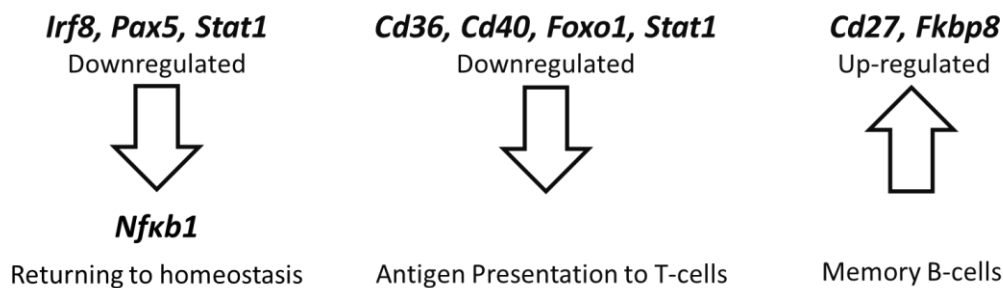 Irf8, Pax5, Stat1
Downregulated
Nfκb1
Returning to homeostasis
Cd36, Cd40, Foxo1, Stat1
Downregulated
Antigen Presentation to T-cells
Cd27, Fkbp8
Up-regulated
Memory B-cells